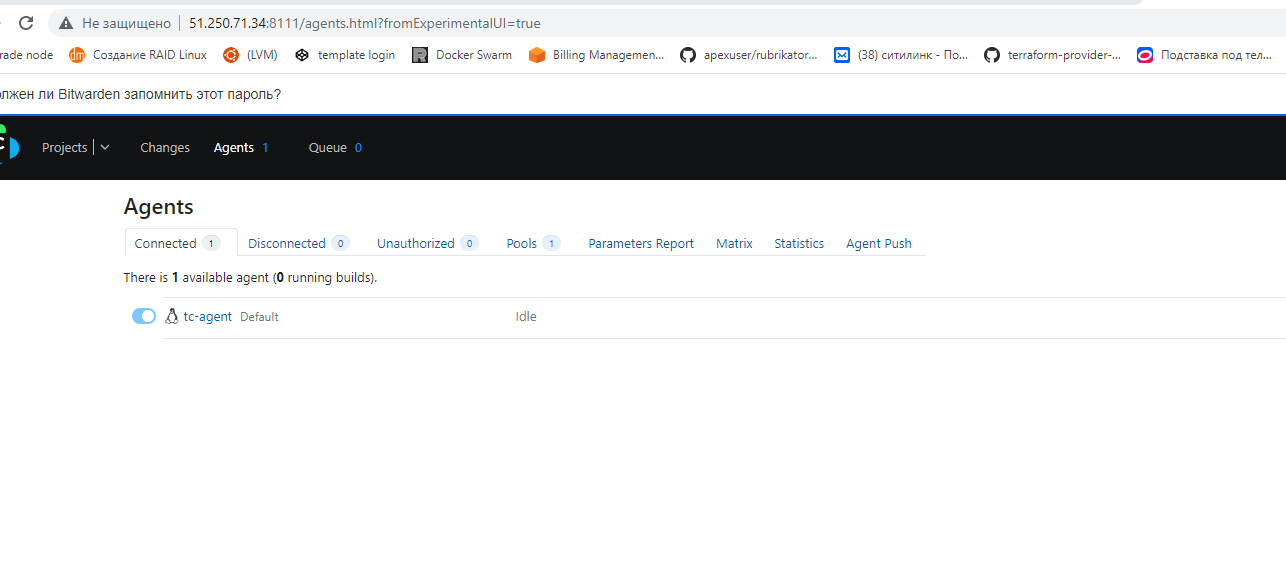 Не защищено 51.250.71.34:8111/agents.html?fromExperimentalUI=true
rade node Создание RAID Linux (LVM) template login Docker Swarm Billing Managemen... apexuser/rubrikator... (38) ситилинк - По... terraform-provider-... Подставка под тел...
олжен ли Bitwarden запомнить этот пароль?
Projects Changes Agents 1 Queue 0
Agents
Connected 1 Disconnected 0 Unauthorized 0 Pools 1 Parameters Report Matrix Statistics Agent Push
There is 1 available agent (0 running builds).
tc-agent Default Idle